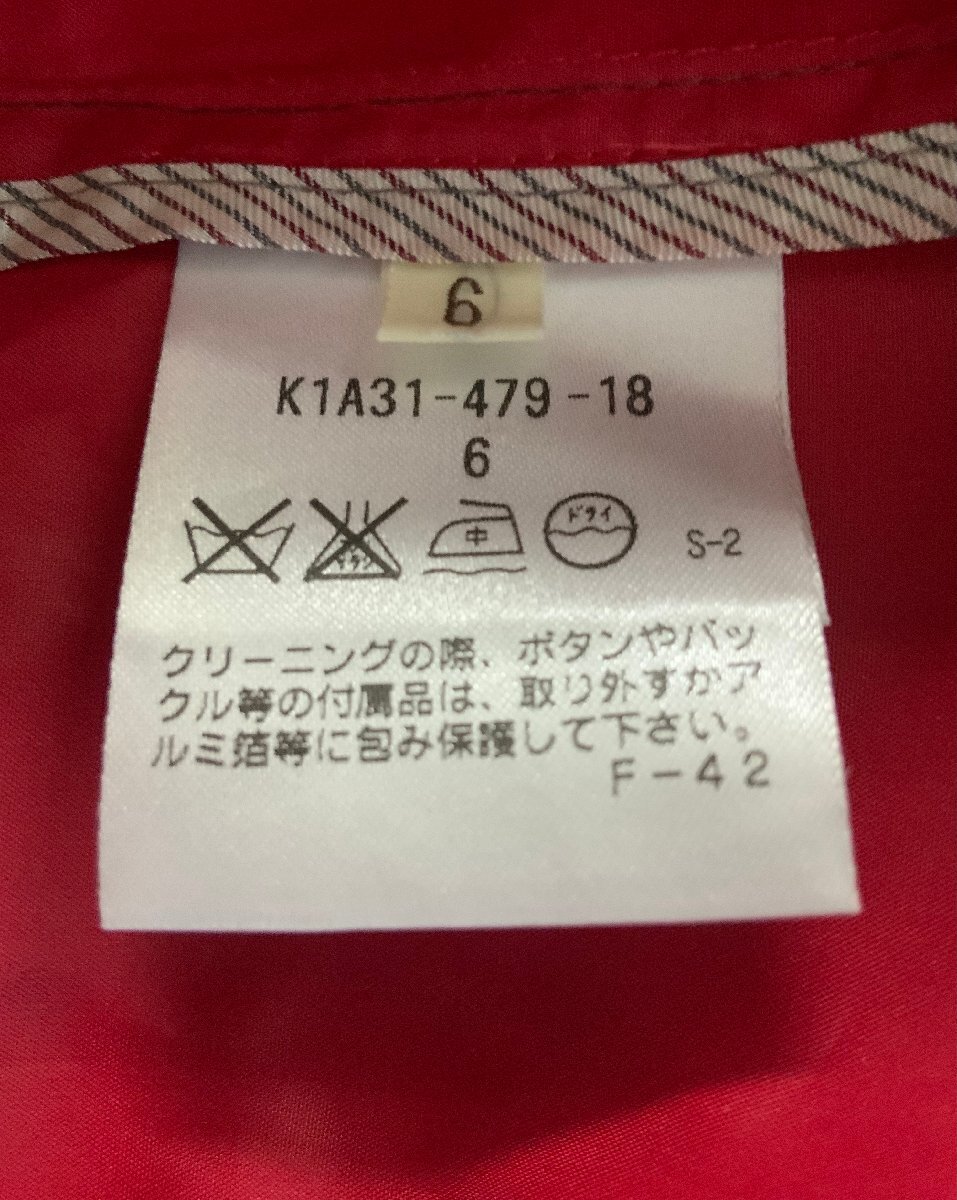 6
K1A31-479-18
6
中 ドライ S-2
クリーニングの際、ボタンやバッ
クル等の付属品は、取り外すかア
ルミ箔等に包み保護して下さい。
F-42